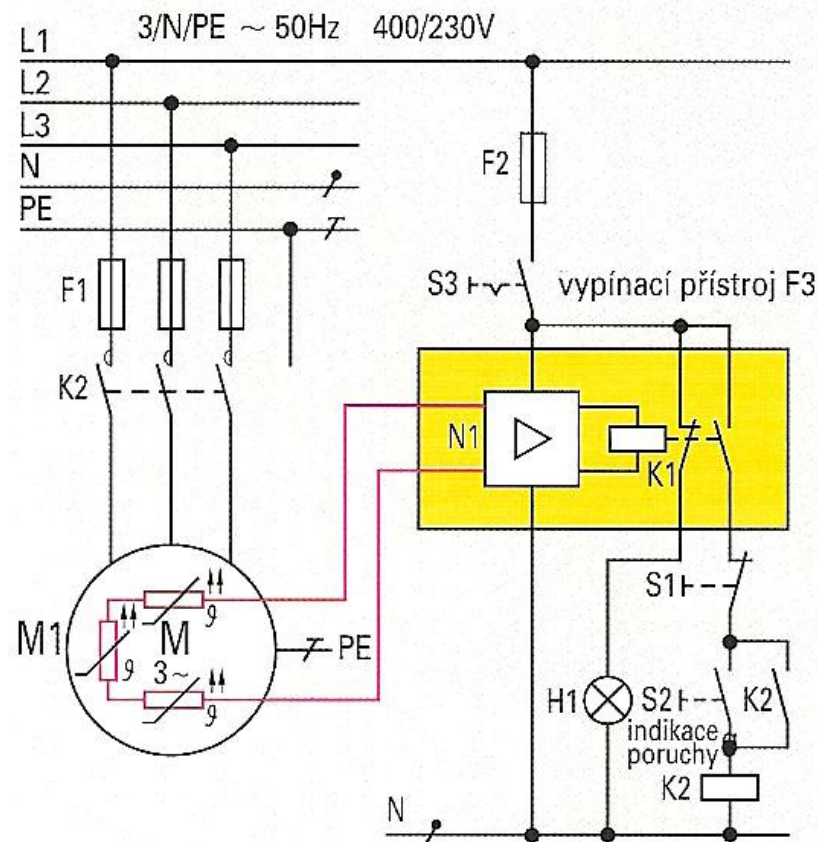 3/N/PE ~ 50Hz 400/230V
L1
L2
L3
N
PE
F1
F2
S3
vypínací přístroj F3
K2
N1
K1
S1
M1
M
3~
ϑ
ϑ
ϑ
PE
H1
S2
K2
indikace
poruchy
K2
N